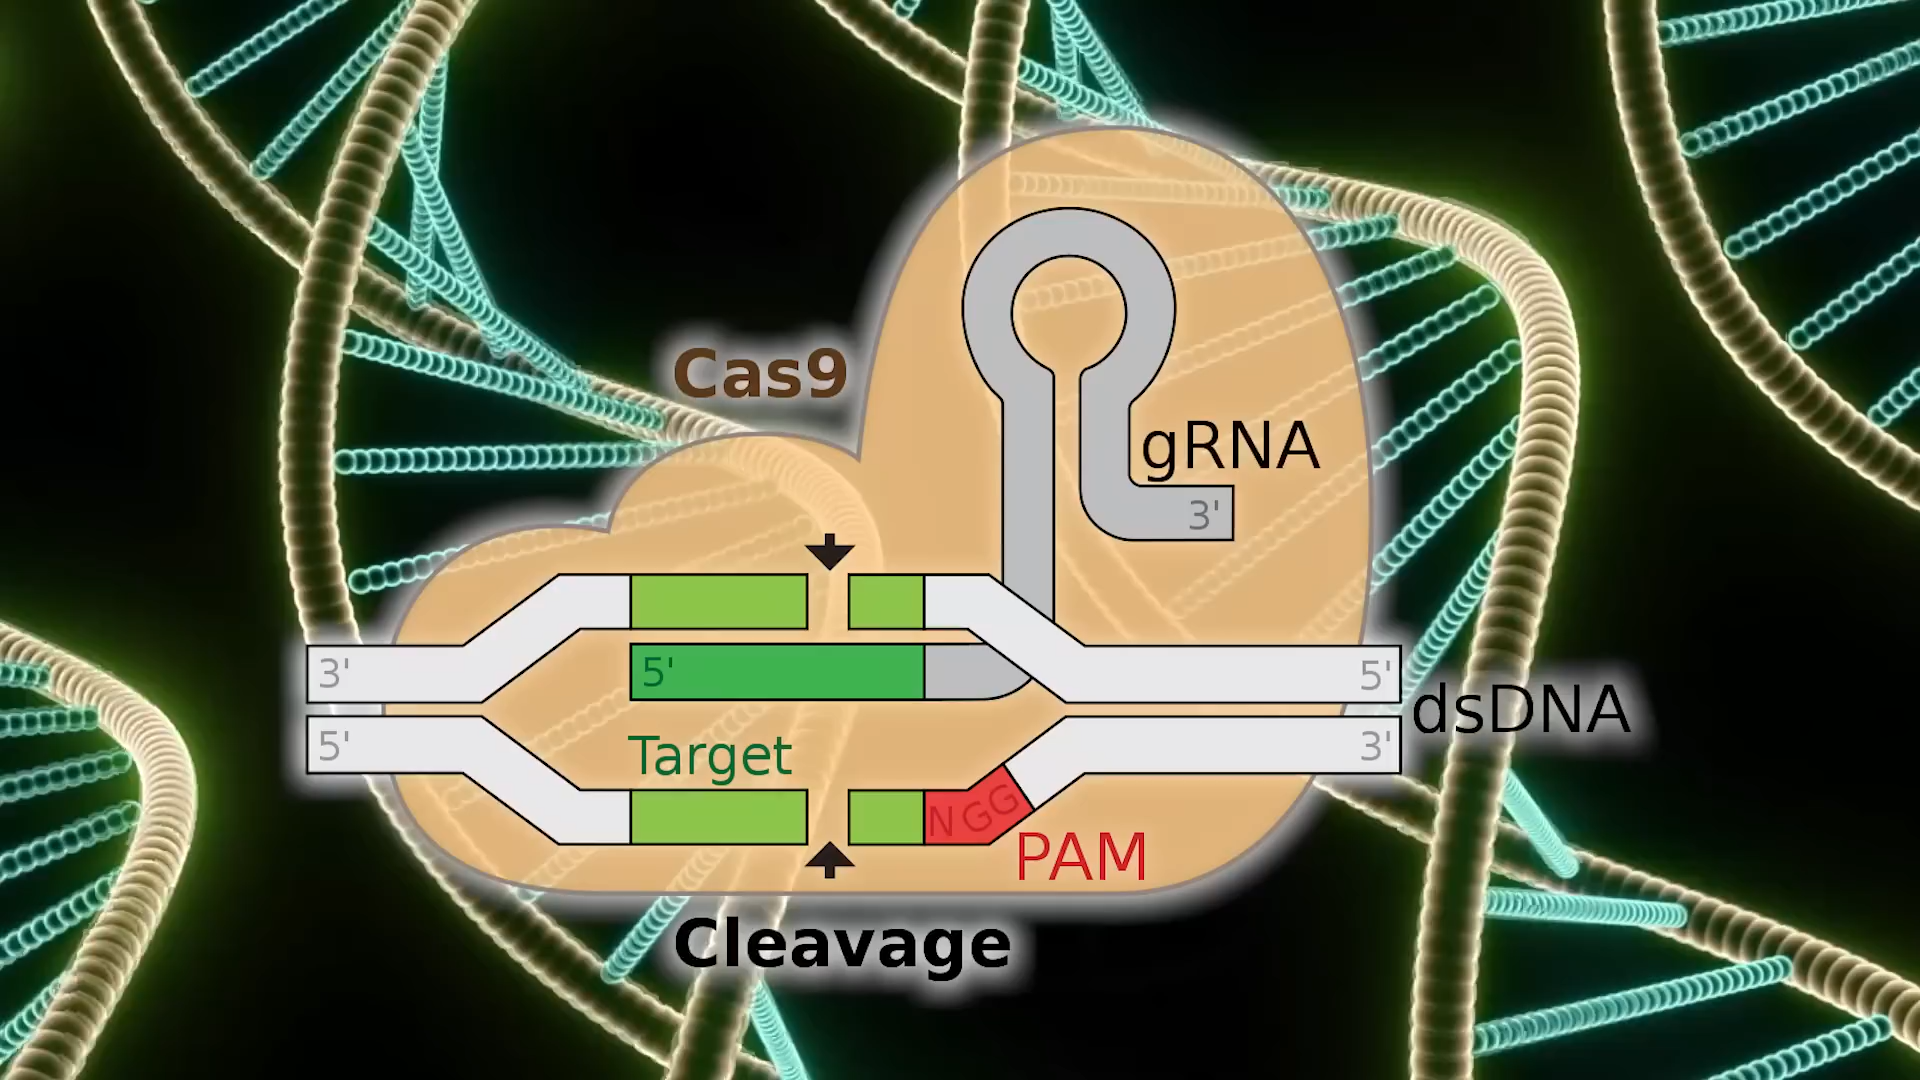 Cas9
gRNA
3'
3'
5'
5'
dsDNA
5'
3'
Target
NGG
PAM
Cleavage